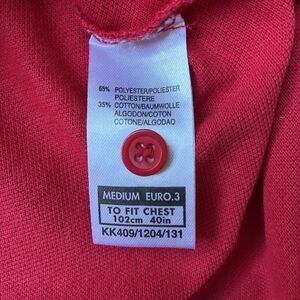 65% POLYESTER/POLIESTER
POLIESTERE
35% COTTON/BAUMWOLLE
ALGODON/COTON
COTONE/ALGODAO
MEDIUM EURO.3
TO FIT CHEST
102cm 40in
KK409/1204/131